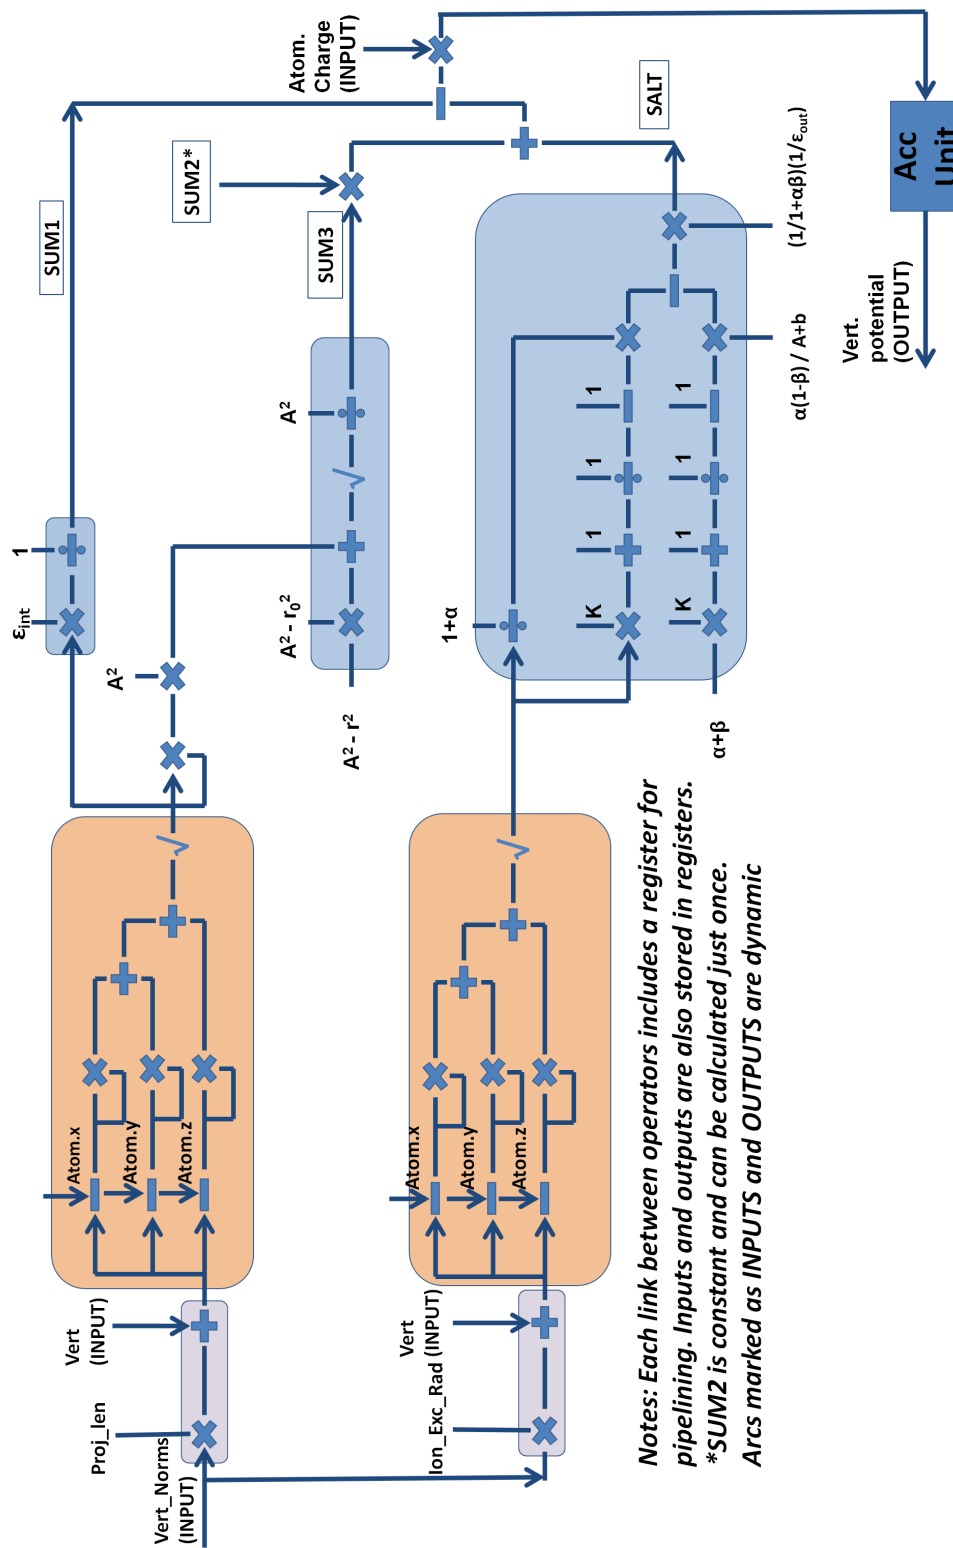 Vert_Norms
(INPUT)
Proj_len
Vert
(INPUT)
Atom.x
Atom.y
Atom.z
√
A²
ε_int
1
SUM1
A² - r²
A² - r₀²
√
A²
SUM3
SUM2*
Atom.
Charge
(INPUT)
Ion_Exc_Rad
Vert
(INPUT)
Atom.x
Atom.y
Atom.z
√
1+α
K
1
1
1
α+β
K
1
1
1
α(1-β) / A+b
(1/1+αβ)(1/ε_out)
SALT
Acc
Unit
Vert.
potential
(OUTPUT)
Notes: Each link between operators includes a register for
pipelining. Inputs and outputs are also stored in registers.
*SUM2 is constant and can be calculated just once.
Arcs marked as INPUTS and OUTPUTS are dynamic